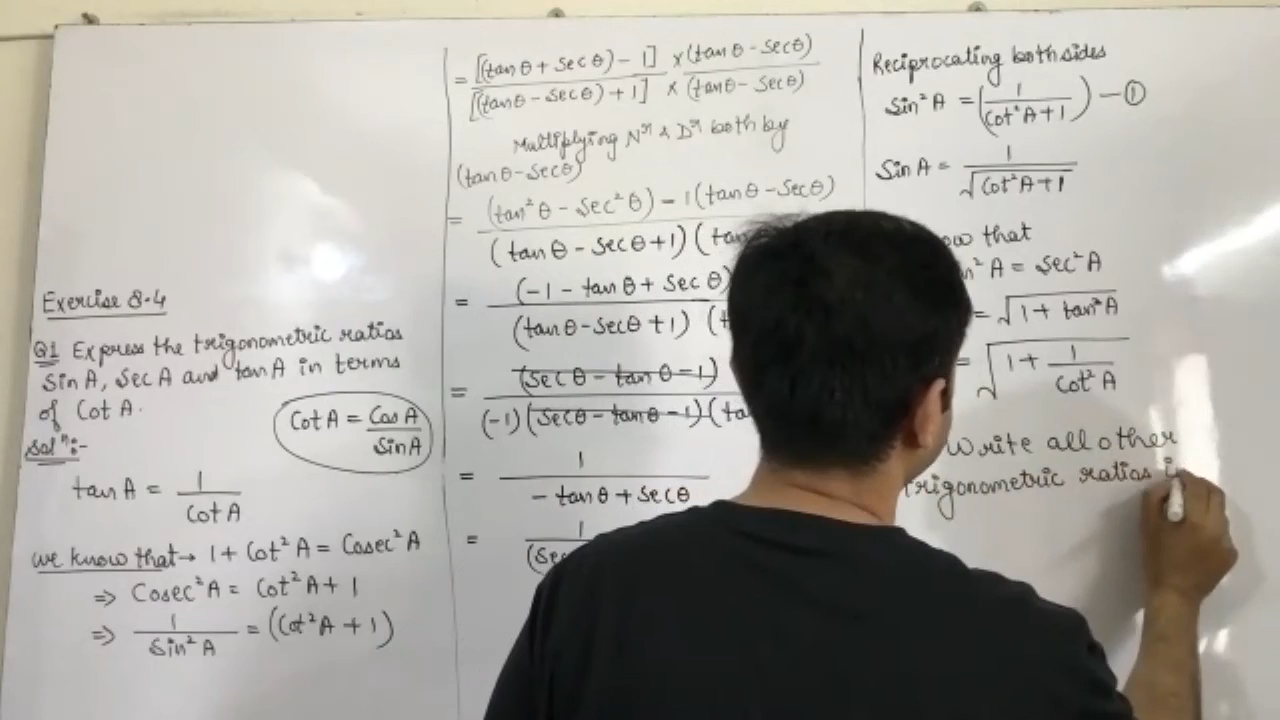 Exercise 8.4
Q1 Express the trigonometric ratios
Sin A, Sec A and tan A in terms
of Cot A.
Sol^n:-
Cot A = Cos A / Sin A
tan A = 1 / Cot A
We know that → 1 + Cot² A = Cosec² A
⇒ Cosec² A = Cot² A + 1
⇒ 1 / Sin² A = (Cot² A + 1)
= [(tan θ + Sec θ) - 1] / [(tan θ - Sec θ) + 1] × (tan θ - Sec θ) / × (tan θ - Sec θ)
Multiplying N^r & D^r both by
(tan θ - Sec θ)
= (tan² θ - Sec² θ) - 1 (tan θ - Sec θ) / (tan θ - Sec θ + 1) (tan
= (-1 - tan θ + Sec θ) / (tan θ - Sec θ + 1) (t
= (Sec θ - tan θ - 1) / (-1) (Sec θ - tan θ - 1) (ta
= 1 / - tan θ + Sec θ
= 1 / (Sec
Reciprocating both sides
Sin² A = (1 / Cot² A + 1) — ①
Sin A = 1 / √Cot² A + 1
that
² A = Sec² A
= √1 + tan² A
= √1 + 1 / Cot² A
Write all other
trigonometric ratios i